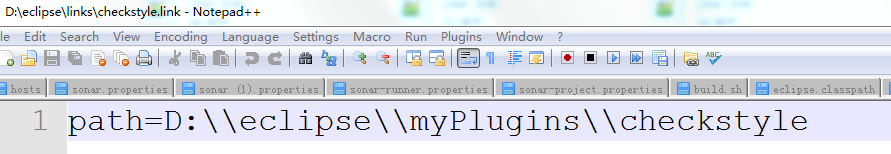 D:\eclipse\links\checkstyle.link - Notepad++
le Edit Search View Encoding Language Settings Macro Run Plugins Window ?
hosts sonar.properties sonar (1).properties sonar-runner.properties sonar-project.properties build.sh eclipse.classpath
1 path=D:\\eclipse\\myPlugins\\checkstyle